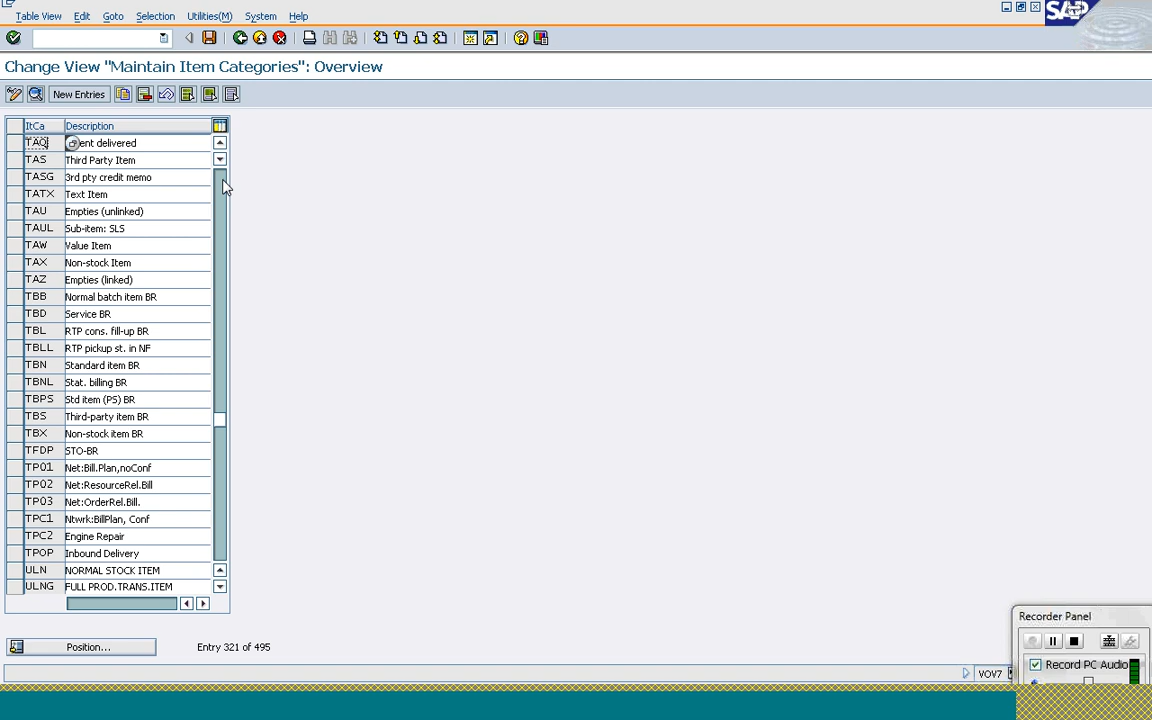 Table View Edit Goto Selection Utilities(M) System Help
SAP
Change View "Maintain Item Categories": Overview
New Entries
ItCa Description
TAQ ent delivered
TAS Third Party Item
TASG 3rd pty credit memo
TATX Text Item
TAU Empties (unlinked)
TAUL Sub-item: SLS
TAW Value Item
TAX Non-stock Item
TAZ Empties (linked)
TBB Normal batch item BR
TBD Service BR
TBL RTP cons. fill-up BR
TBLL RTP pickup st. in NF
TBN Standard item BR
TBNL Stat. billing BR
TBPS Std item (PS) BR
TBS Third-party item BR
TBX Non-stock item BR
TFDP STO-BR
TP01 Net:Bill.Plan,noConf
TP02 Net:ResourceRel.Bill
TP03 Net:OrderRel.Bill.
TPC1 Ntwrk:BillPlan, Conf
TPC2 Engine Repair
TPOP Inbound Delivery
ULN NORMAL STOCK ITEM
ULNG FULL PROD.TRANS.ITEM
Recorder Panel
Position... Entry 321 of 495
Record PC Audio
VOV7